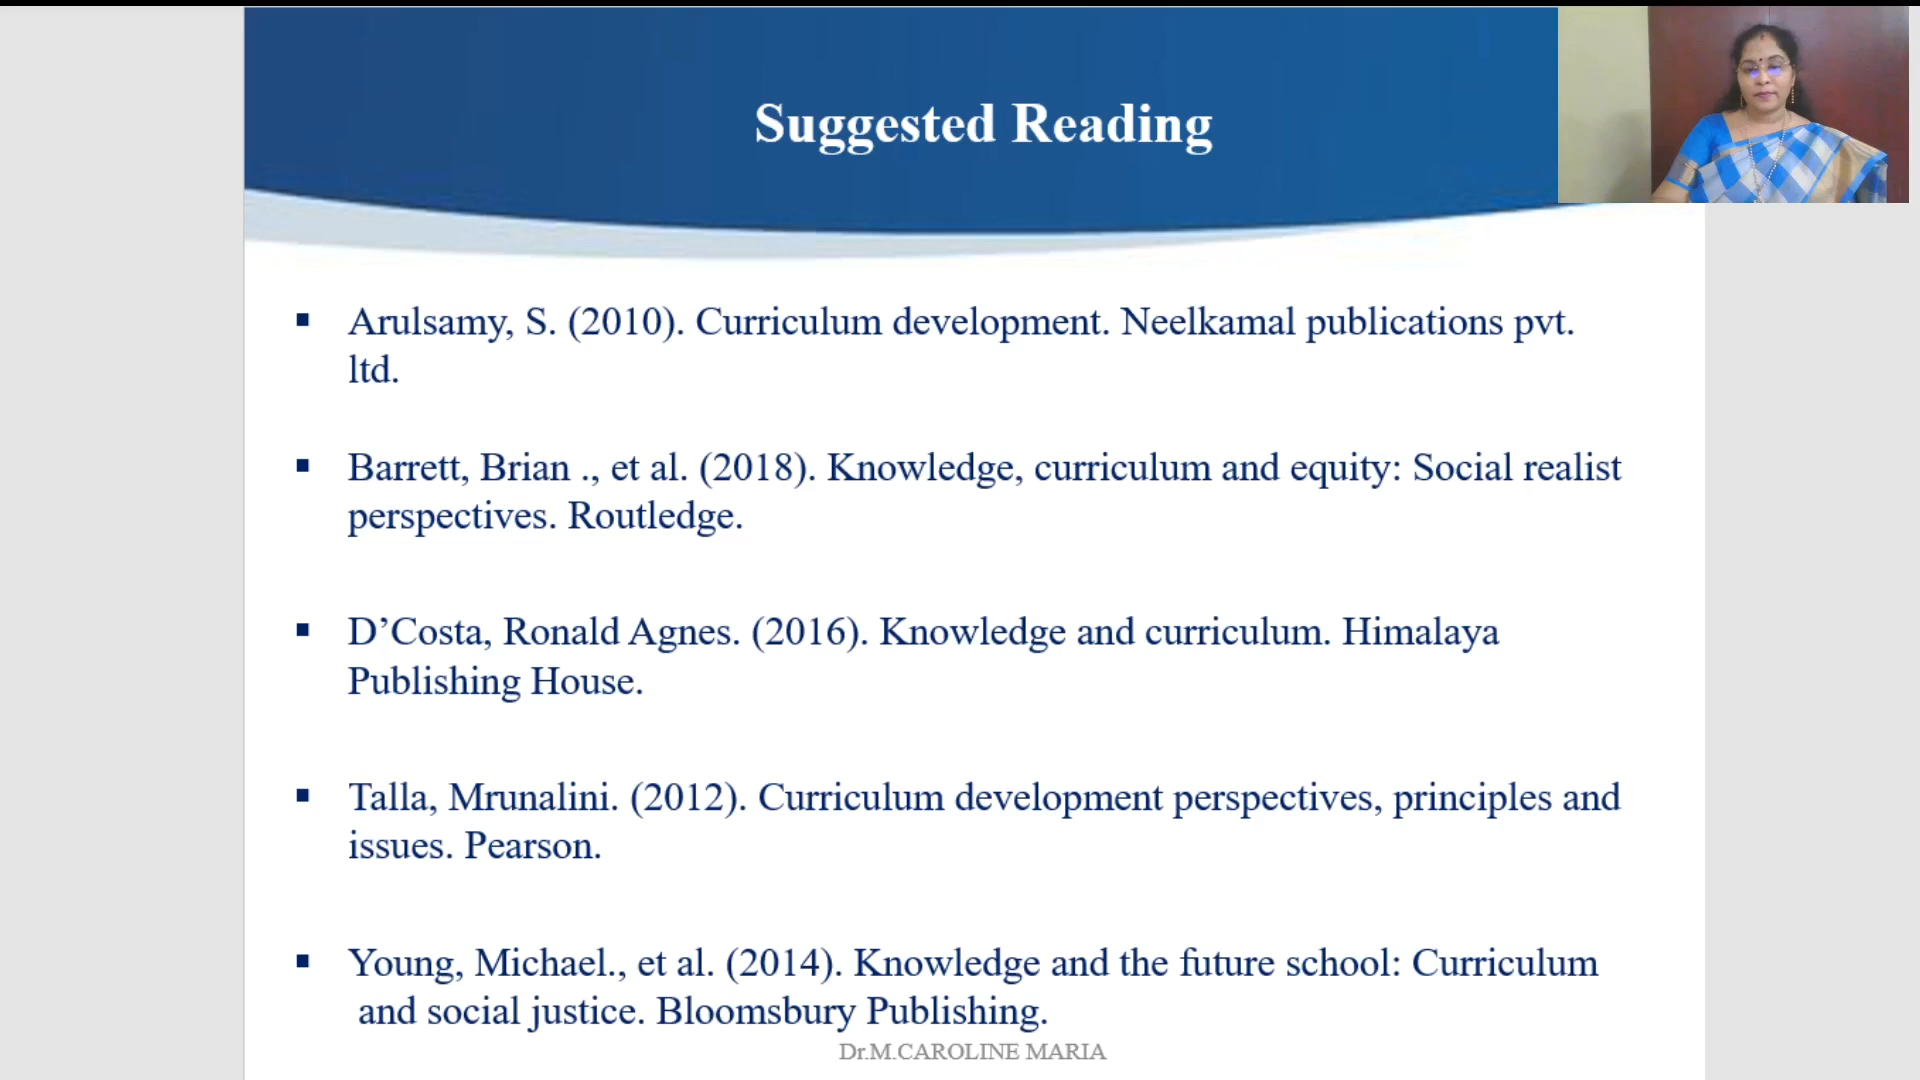 Suggested Reading
▪ Arulsamy, S. (2010). Curriculum development. Neelkamal publications pvt.
ltd.
▪ Barrett, Brian ., et al. (2018). Knowledge, curriculum and equity: Social realist
perspectives. Routledge.
▪ D’Costa, Ronald Agnes. (2016). Knowledge and curriculum. Himalaya
Publishing House.
▪ Talla, Mrunalini. (2012). Curriculum development perspectives, principles and
issues. Pearson.
▪ Young, Michael., et al. (2014). Knowledge and the future school: Curriculum
and social justice. Bloomsbury Publishing.
Dr.M.CAROLINE MARIA